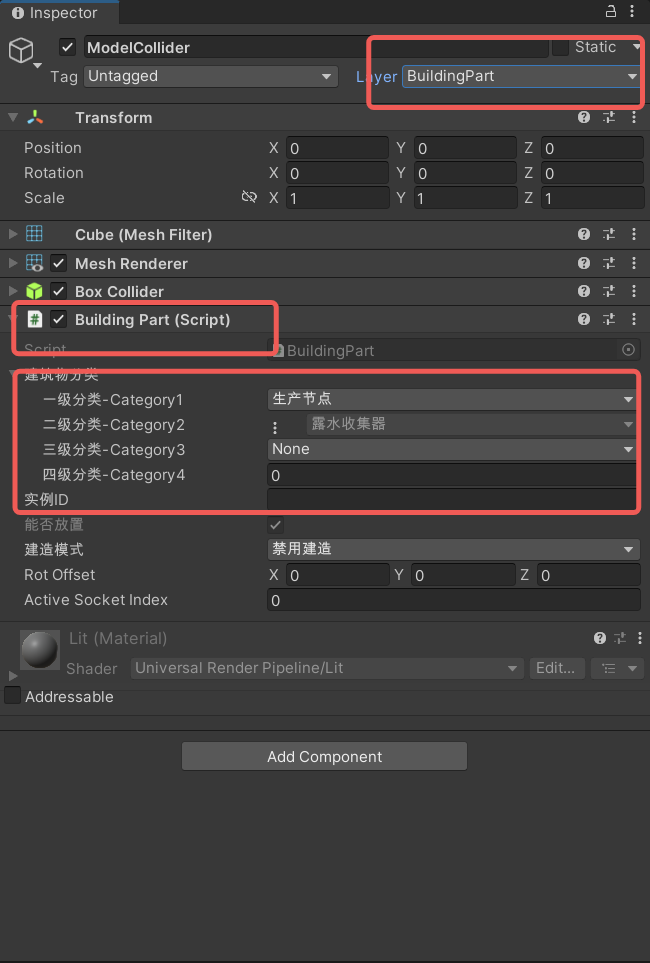 Inspector
ModelCollider Static
Tag Untagged Layer BuildingPart
Transform
Position X 0 Y 0 Z 0
Rotation X 0 Y 0 Z 0
Scale X 1 Y 1 Z 1
Cube (Mesh Filter)
Mesh Renderer
Box Collider
# Building Part (Script)
Script BuildingPart
建筑物分类
一级分类-Category1 生产节点
二级分类-Category2 露水收集器
三级分类-Category3 None
四级分类-Category4 0
实例ID
能否放置
建造模式 禁用建造
Rot Offset X 0 Y 0 Z 0
Active Socket Index 0
Lit (Material)
Shader Universal Render Pipeline/Lit Edit...
Addressable
Add Component